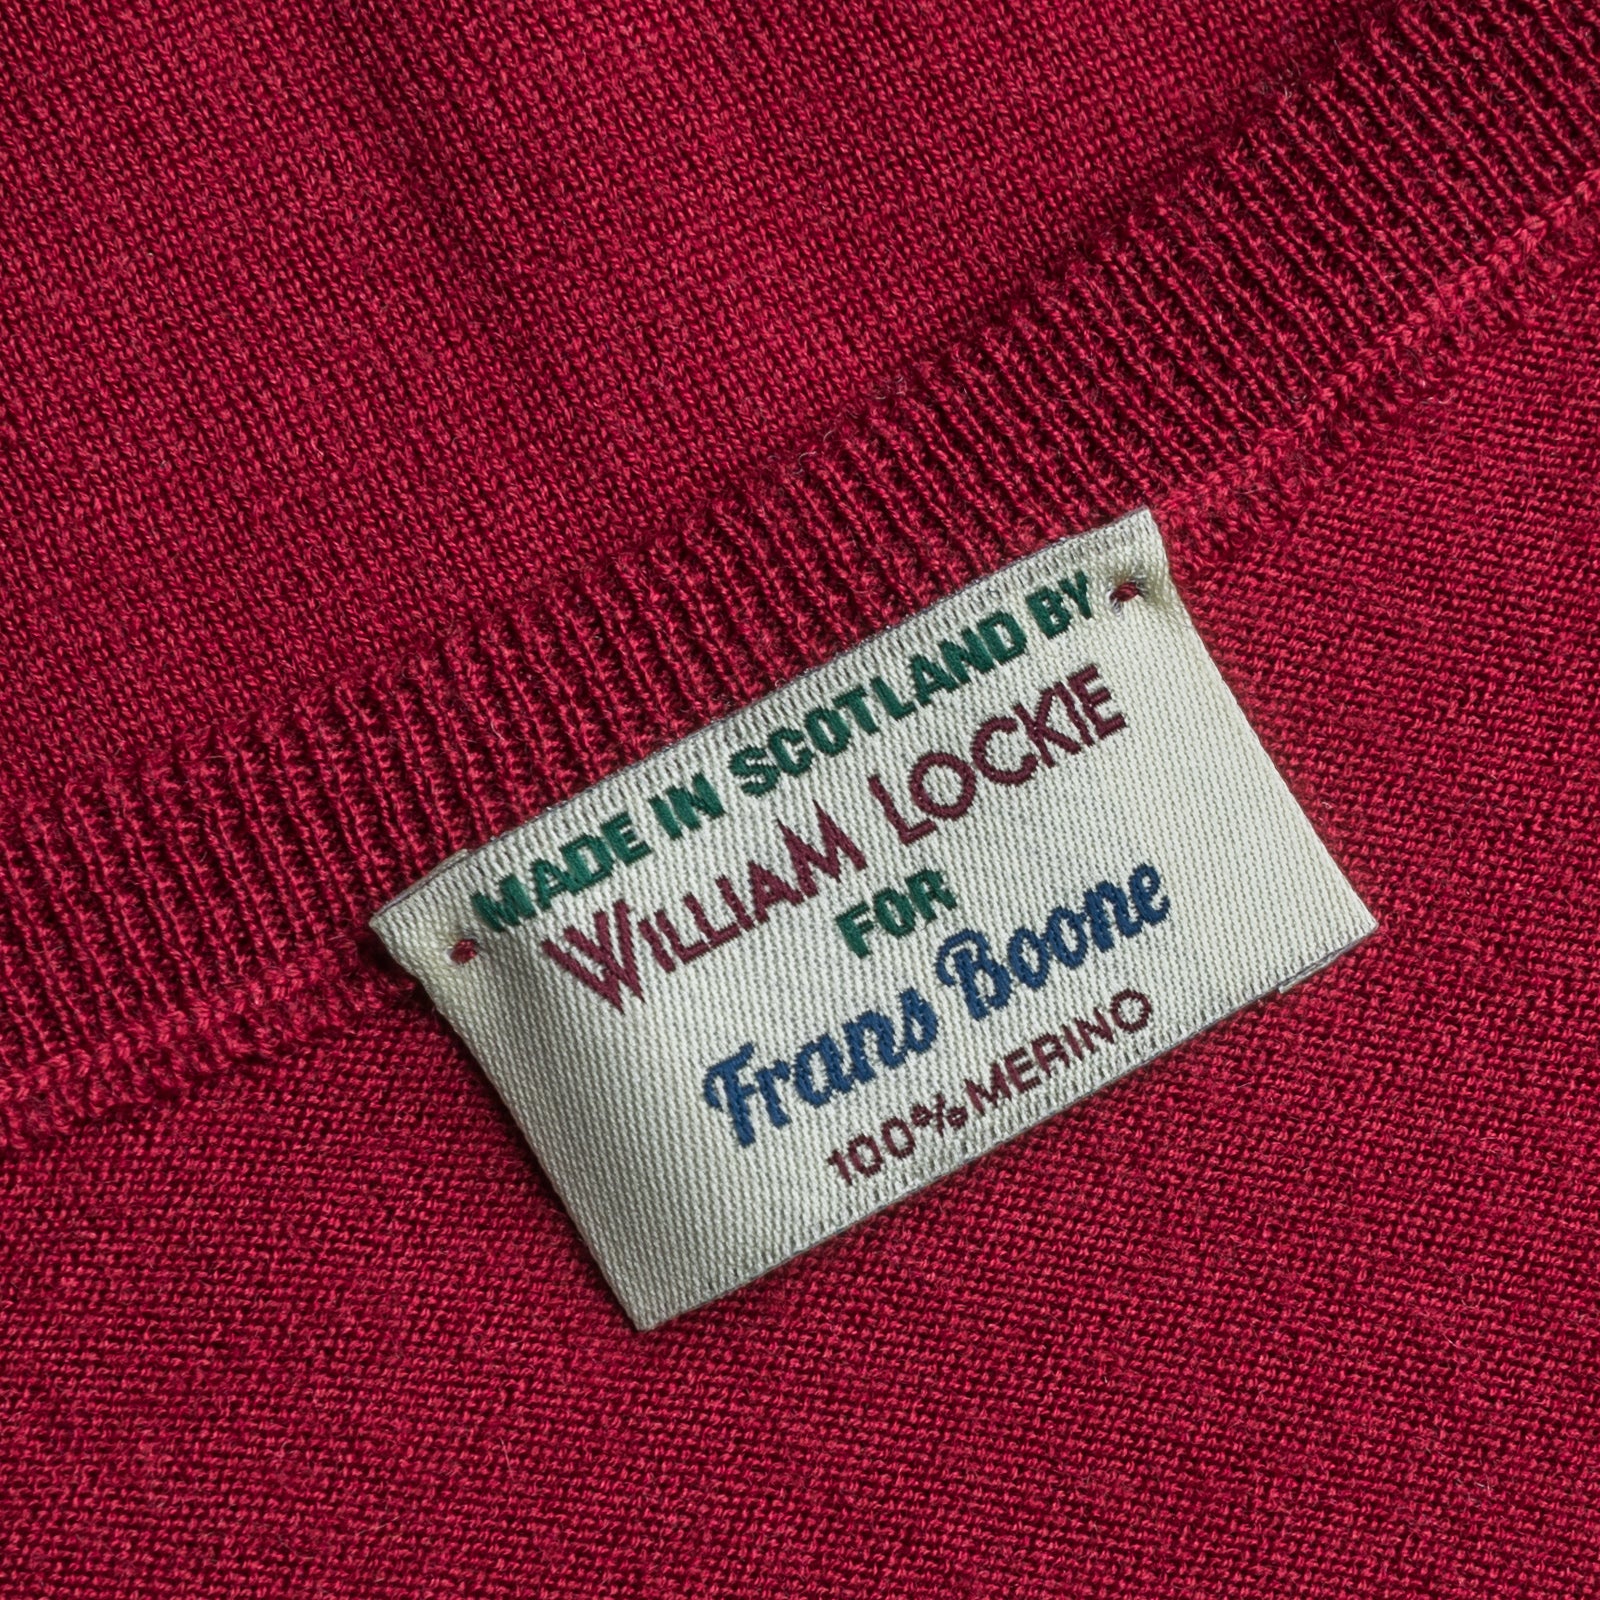 MADE IN SCOTLAND BY
WILLIAM LOCKIE
FOR
Frans Boone
100% MERINO